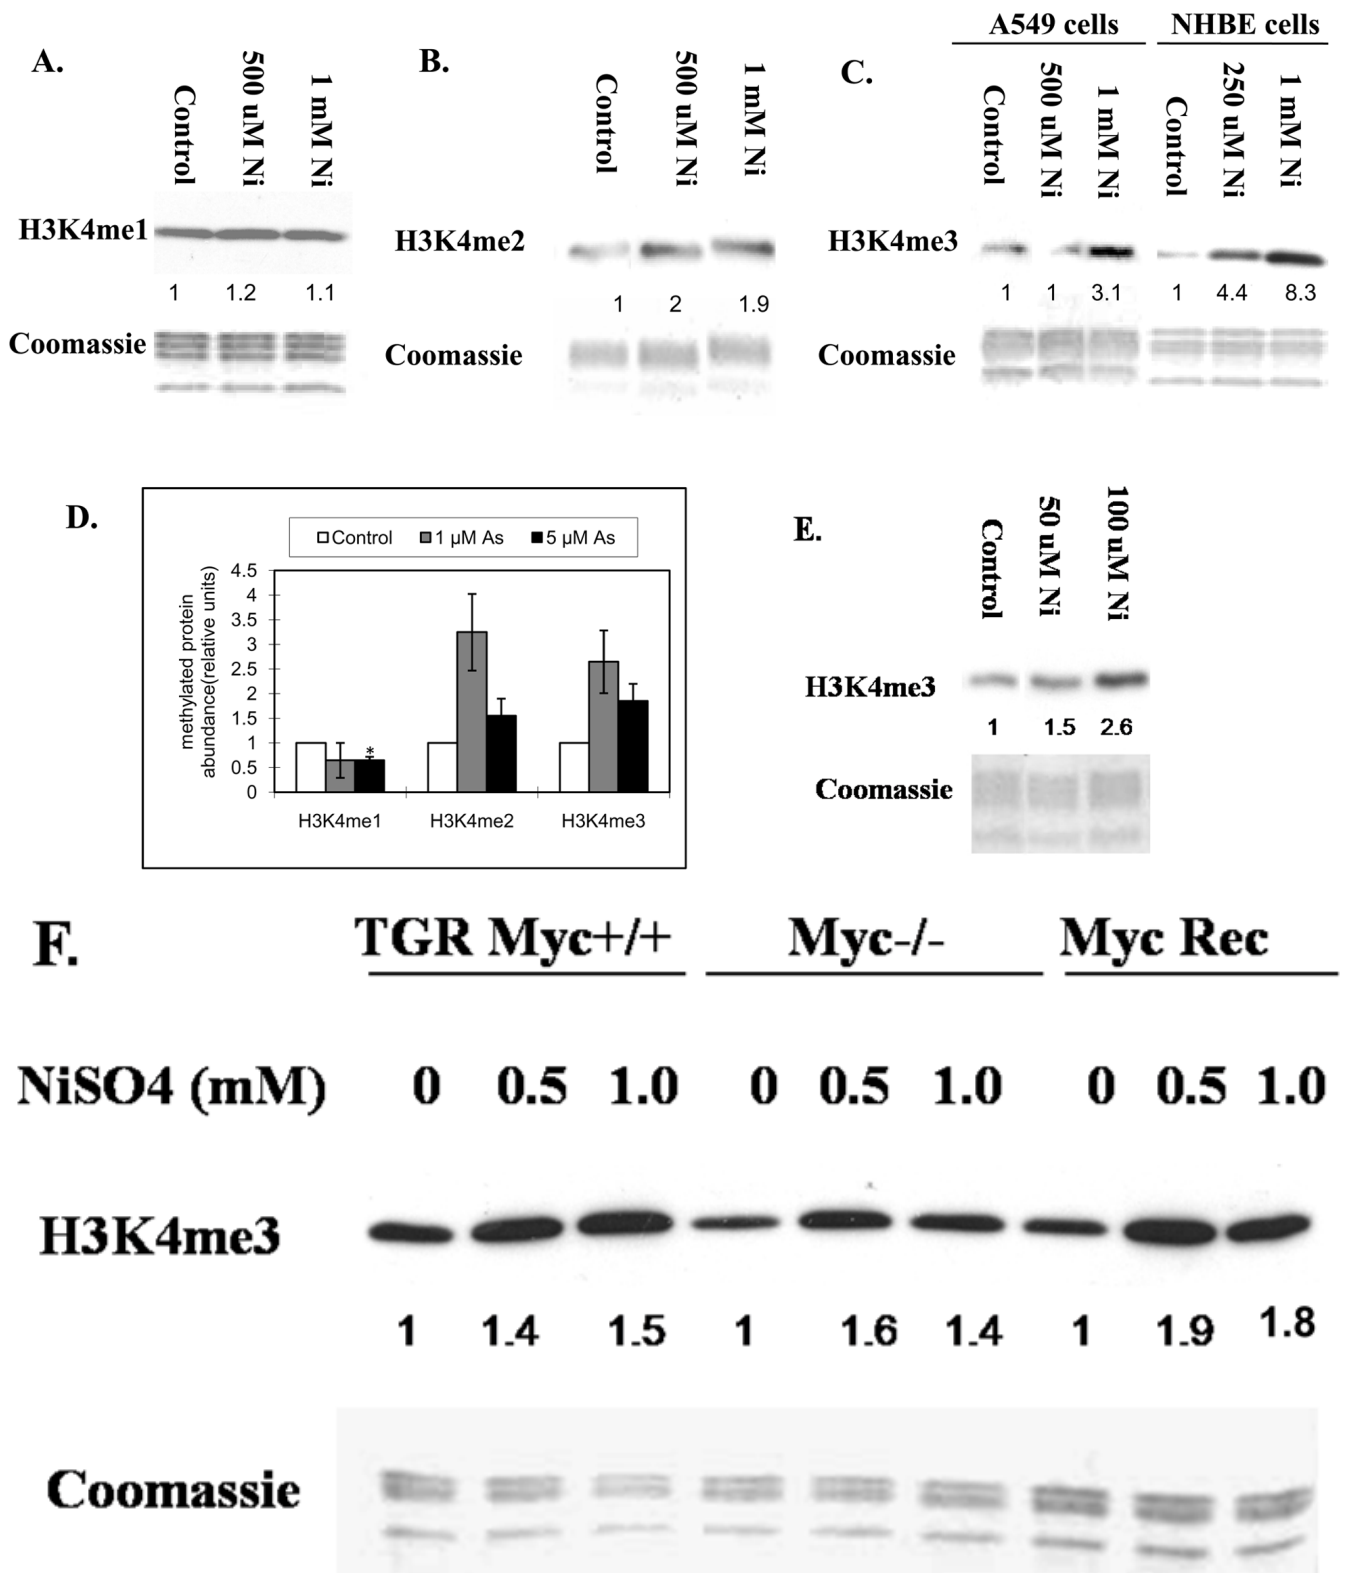 A.
Control
500 uM Ni
1 mM Ni
H3K4me1
1 1.2 1.1
Coomassie
B.
Control
500 uM Ni
1 mM Ni
H3K4me2
1 2 1.9
Coomassie
C.
A549 cells NHBE cells
Control
500 uM Ni
1 mM Ni
Control
250 uM Ni
1 mM Ni
H3K4me3
1 1 3.1 1 4.4 8.3
Coomassie
D.
Control 1 µM As 5 µM As
methylated protein
abundance(relative units)
4.5
4
3.5
3
2.5
2
1.5
1
0.5
0
*
H3K4me1 H3K4me2 H3K4me3
E.
Control
50 uM Ni
100 uM Ni
H3K4me3
1 1.5 2.6
Coomassie
F.
TGR Myc+/+ Myc-/- Myc Rec
NiSO4 (mM) 0 0.5 1.0 0 0.5 1.0 0 0.5 1.0
H3K4me3
1 1.4 1.5 1 1.6 1.4 1 1.9 1.8
Coomassie